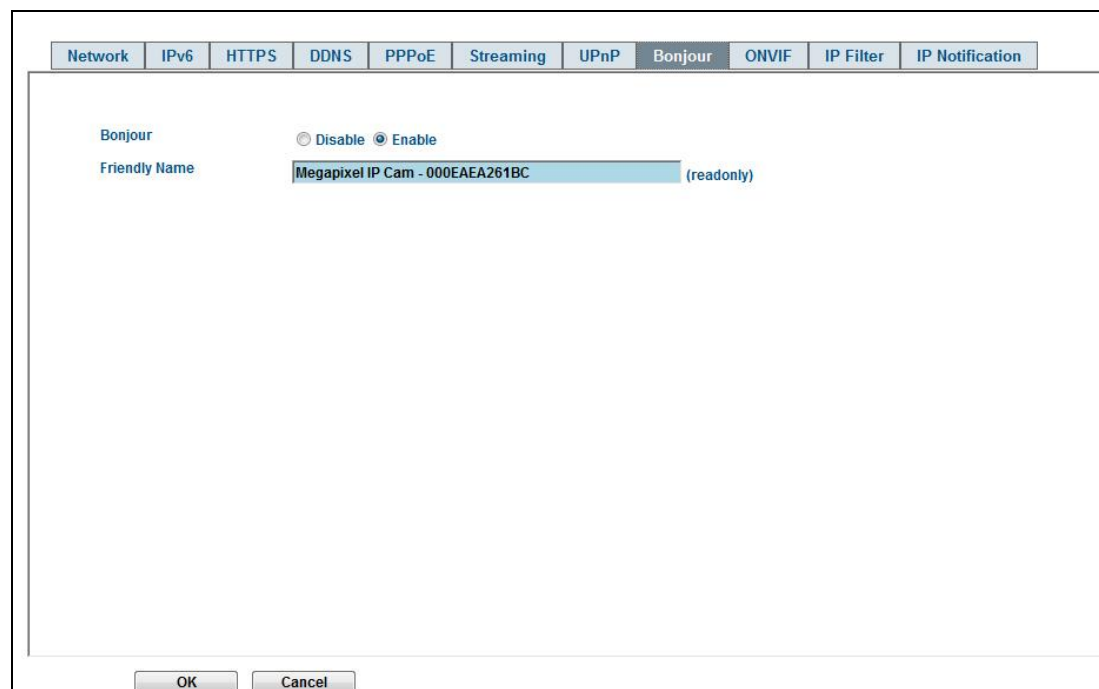 Network IPv6 HTTPS DDNS PPPoE Streaming UPnP Bonjour ONVIF IP Filter IP Notification
Bonjour Disable Enable
Friendly Name Megapixel IP Cam - 000EAEA261BC (readonly)
OK Cancel